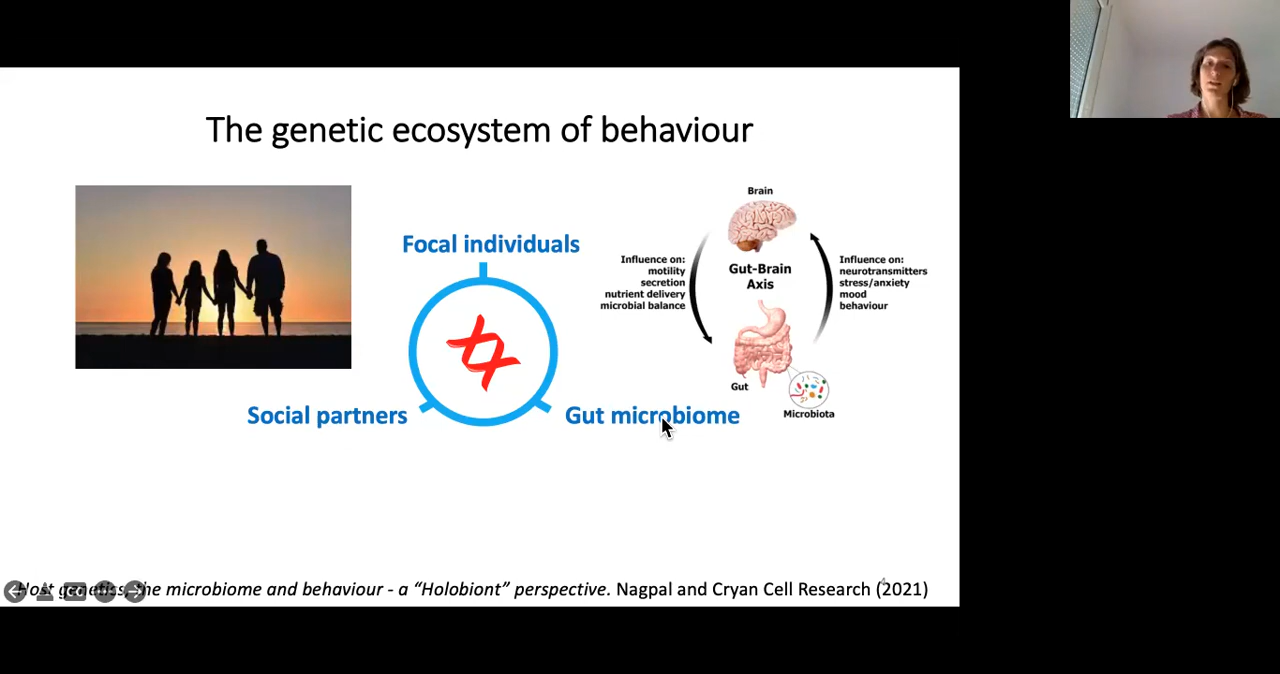 The genetic ecosystem of behaviour
Focal individuals
Social partners
Gut microbiome
Brain
Influence on:
motility
secretion
nutrient delivery
microbial balance
Gut-Brain
Axis
Influence on:
neurotransmitters
stress/anxiety
mood
behaviour
Gut
Microbiota
Host genetics, the microbiome and behaviour - a “Holobiont” perspective. Nagpal and Cryan Cell Research (2021)